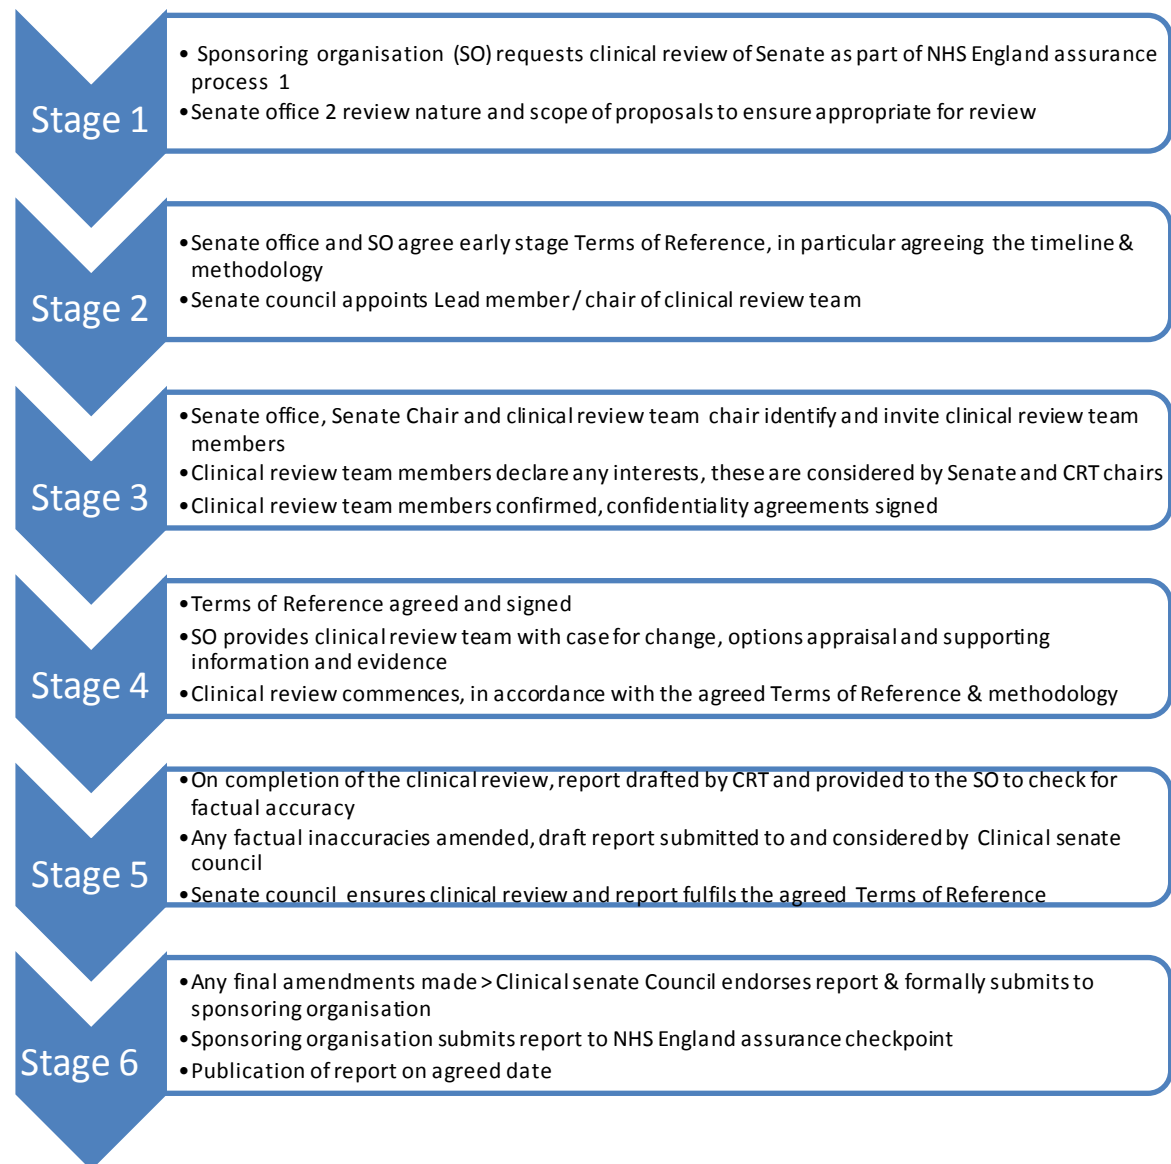 Stage 1
• Sponsoring organisation (SO) requests clinical review of Senate as part of NHS England assurance
process 1
•Senate office 2 review nature and scope of proposals to ensure appropriate for review
Stage 2
•Senate office and SO agree early stage Terms of Reference, in particular agreeing the timeline &
methodology
•Senate council appoints Lead member / chair of clinical review team
Stage 3
•Senate office, Senate Chair and clinical review team chair identify and invite clinical review team
members
•Clinical review team members declare any interests, these are considered by Senate and CRT chairs
•Clinical review team members confirmed, confidentiality agreements signed
Stage 4
•Terms of Reference agreed and signed
•SO provides clinical review team with case for change, options appraisal and supporting
information and evidence
•Clinical review commences, in accordance with the agreed Terms of Reference & methodology
Stage 5
•On completion of the clinical review, report drafted by CRT and provided to the SO to check for
factual accuracy
•Any factual inaccuracies amended, draft report submitted to and considered by Clinical senate
council
•Senate council ensures clinical review and report fulfils the agreed Terms of Reference
Stage 6
•Any final amendments made > Clinical senate Council endorses report & formally submits to
sponsoring organisation
•Sponsoring organisation submits report to NHS England assurance checkpoint
•Publication of report on agreed date